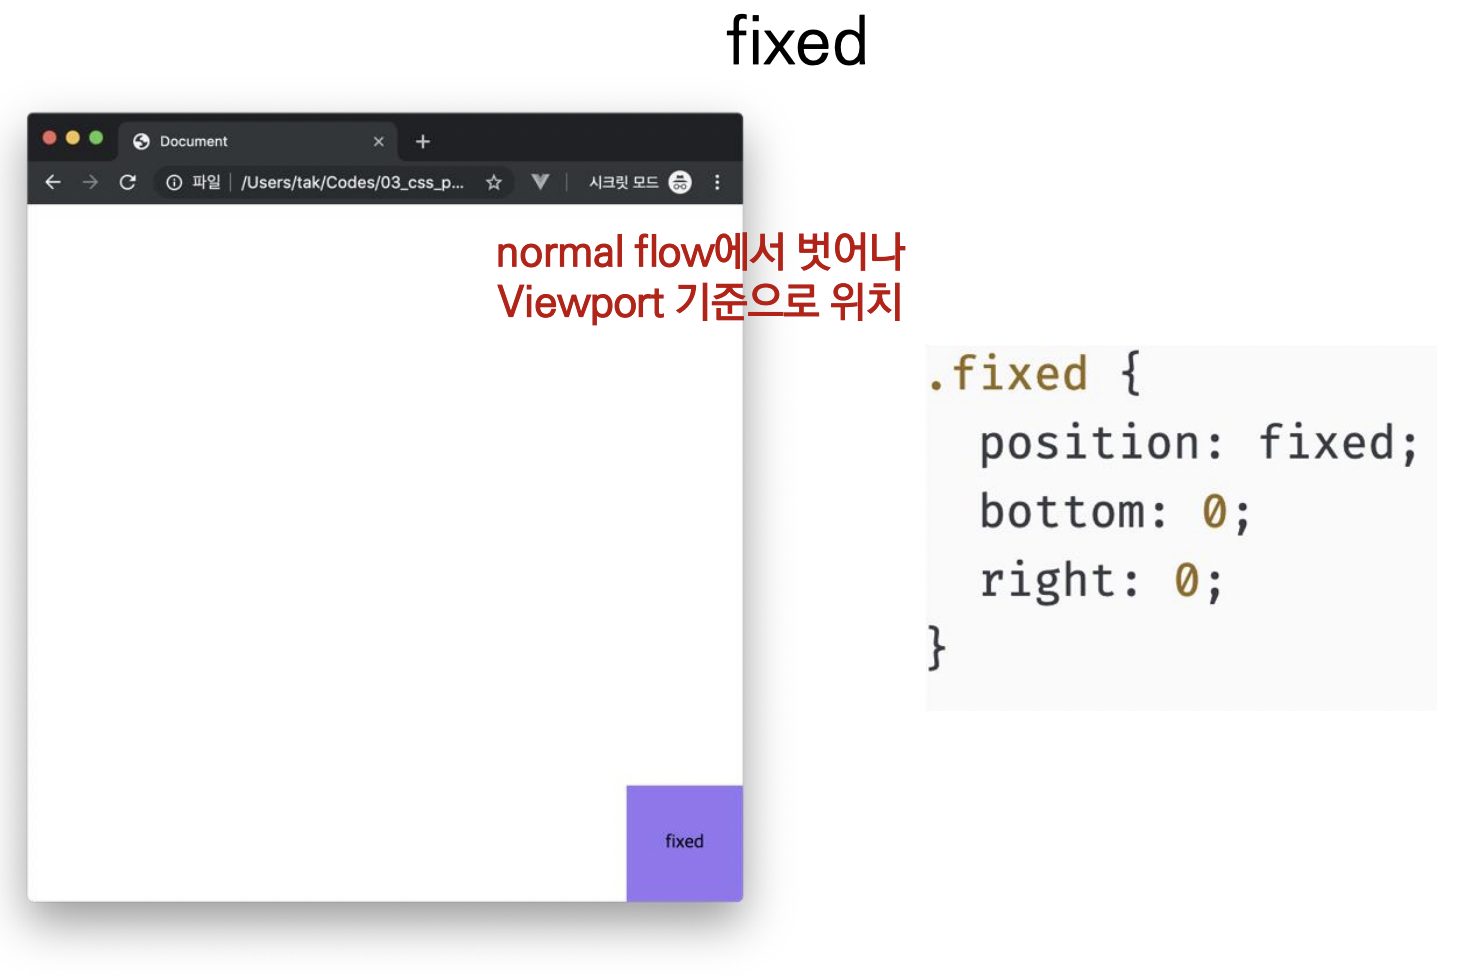 fixed
Document
파일 | /Users/tak/Codes/03_css_p... 시크릿 모드
normal flow에서 벗어나
Viewport 기준으로 위치
.fixed {
position: fixed;
bottom: 0;
right: 0;
}
fixed